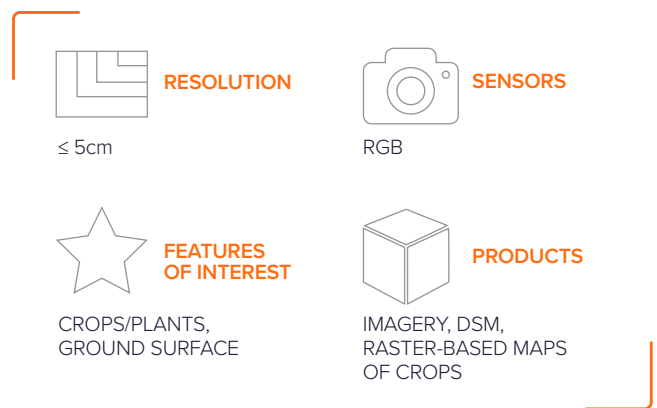 RESOLUTION
≤ 5cm
SENSORS
RGB
FEATURES
OF INTEREST
CROPS/PLANTS,
GROUND SURFACE
PRODUCTS
IMAGERY, DSM,
RASTER-BASED MAPS
OF CROPS